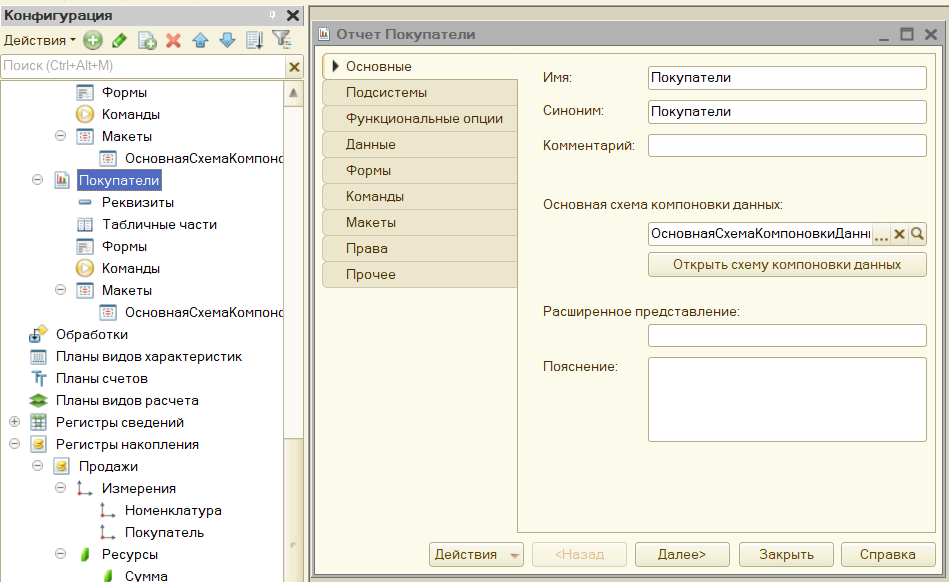 Конфигурация
Действия
Поиск (Ctrl+Alt+M)
Формы
Команды
Макеты
ОсновнаяСхемаКомпонс
Покупатели
Реквизиты
Табличные части
Формы
Команды
Макеты
ОсновнаяСхемаКомпонс
Обработки
Планы видов характеристик
Планы счетов
Планы видов расчета
Регистры сведений
Регистры накопления
Продажи
Измерения
Номенклатура
Покупатель
Ресурсы
Сумма
Отчет Покупатели
Основные
Подсистемы
Функциональные опции
Данные
Формы
Команды
Макеты
Права
Прочее
Имя: Покупатели
Синоним: Покупатели
Комментарий:
Основная схема компоновки данных:
ОсновнаяСхемаКомпоновкиДанны ...
Открыть схему компоновки данных
Расширенное представление:
Пояснение:
Действия <Назад Далее> Закрыть Справка